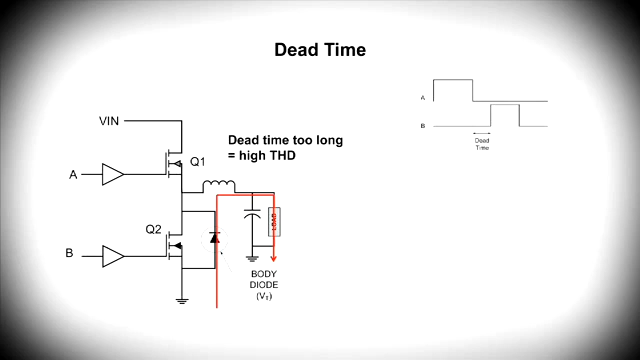 Dead Time
A
B
Dead
Time
VIN
Dead time too long
= high THD
Q1
A
LOAD
Q2
B
BODY
DIODE
(VT)